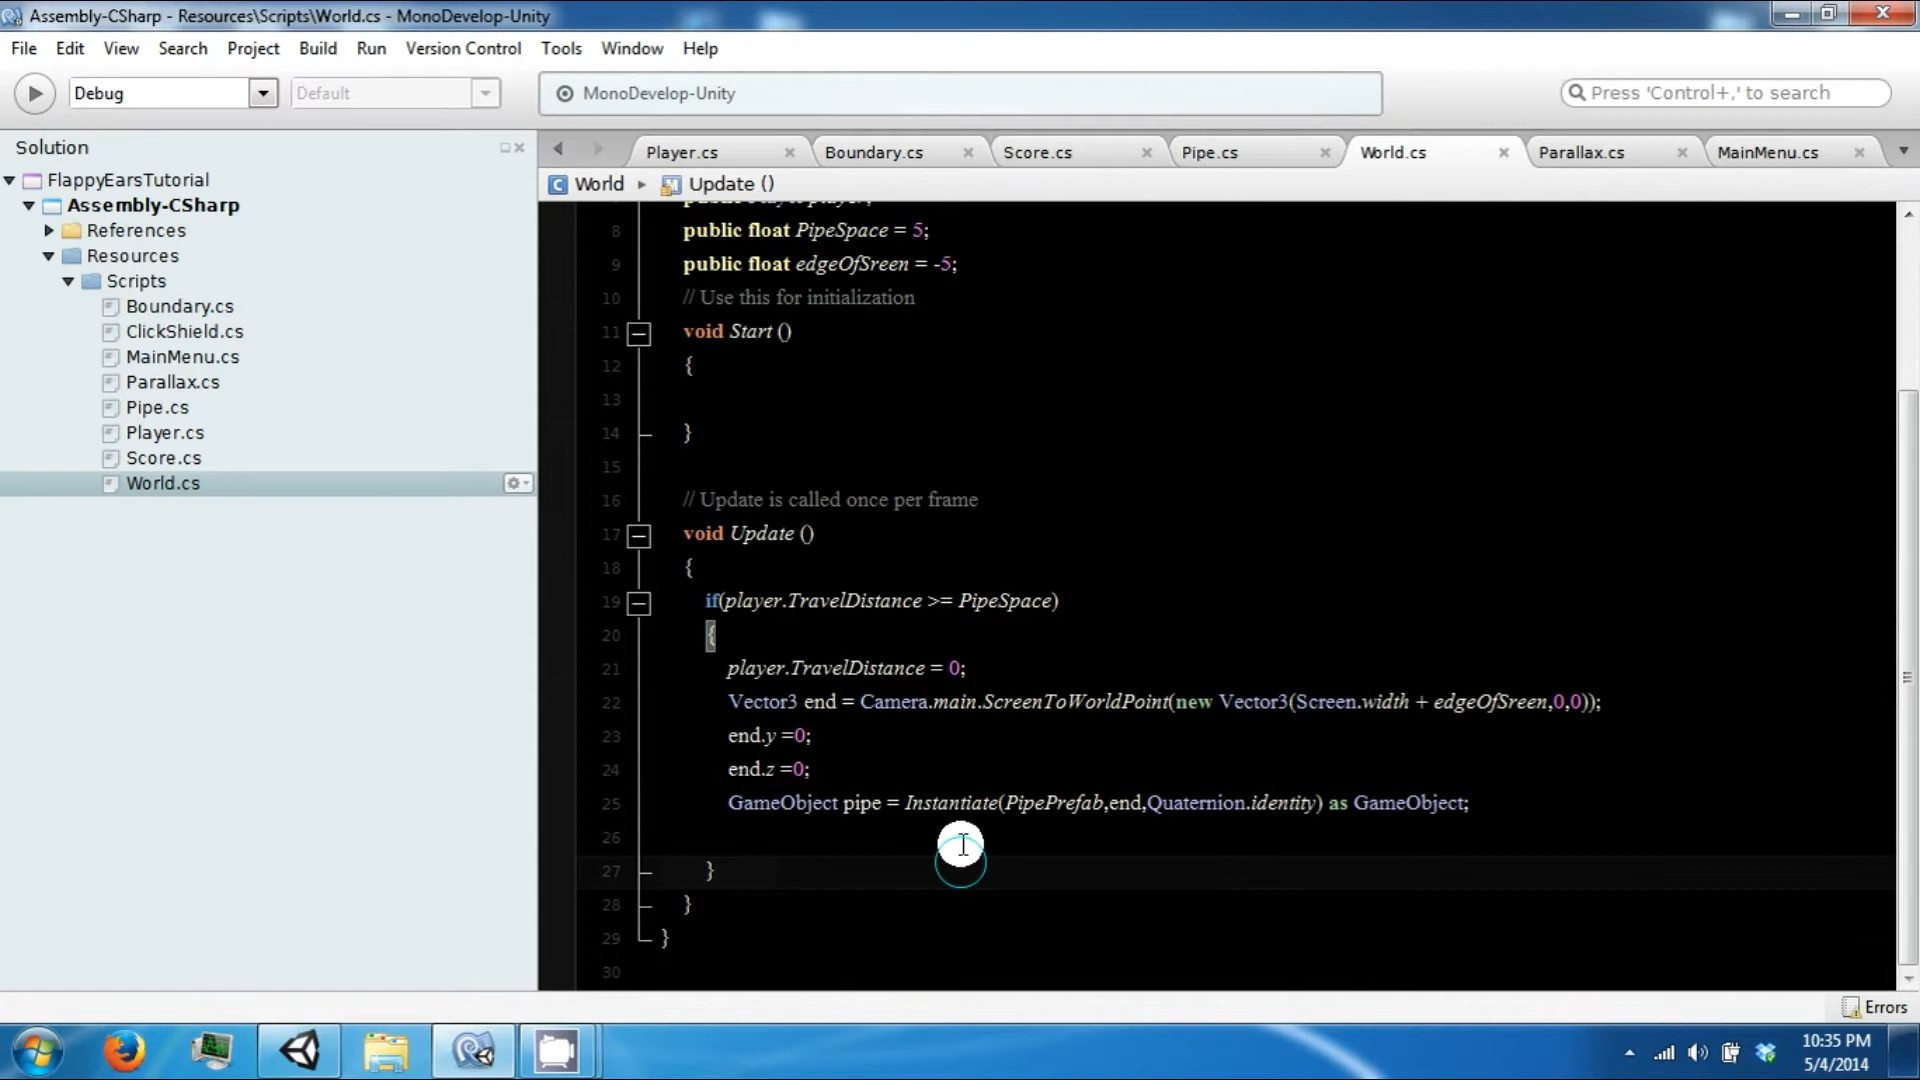 Assembly-CSharp - Resources\Scripts\World.cs - MonoDevelop-Unity
File Edit View Search Project Build Run Version Control Tools Window Help
Debug Default MonoDevelop-Unity Press 'Control+,' to search
Solution
FlappyEarsTutorial
Assembly-CSharp
References
Resources
Scripts
Boundary.cs
ClickShield.cs
MainMenu.cs
Parallax.cs
Pipe.cs
Player.cs
Score.cs
World.cs
Player.cs Boundary.cs Score.cs Pipe.cs World.cs Parallax.cs MainMenu.cs
World Update ()
8 public float PipeSpace = 5;
9 public float edgeOfSreen = -5;
10 // Use this for initialization
11 void Start ()
12 {
13
14 }
15
16 // Update is called once per frame
17 void Update ()
18 {
19 if(player.TravelDistance >= PipeSpace)
20 {
21 player.TravelDistance = 0;
22 Vector3 end = Camera.main.ScreenToWorldPoint(new Vector3(Screen.width + edgeOfSreen,0,0));
23 end.y =0;
24 end.z =0;
25 GameObject pipe = Instantiate(PipePrefab,end,Quaternion.identity) as GameObject;
26
27 }
28 }
29 }
30
Errors
10:35 PM
5/4/2014